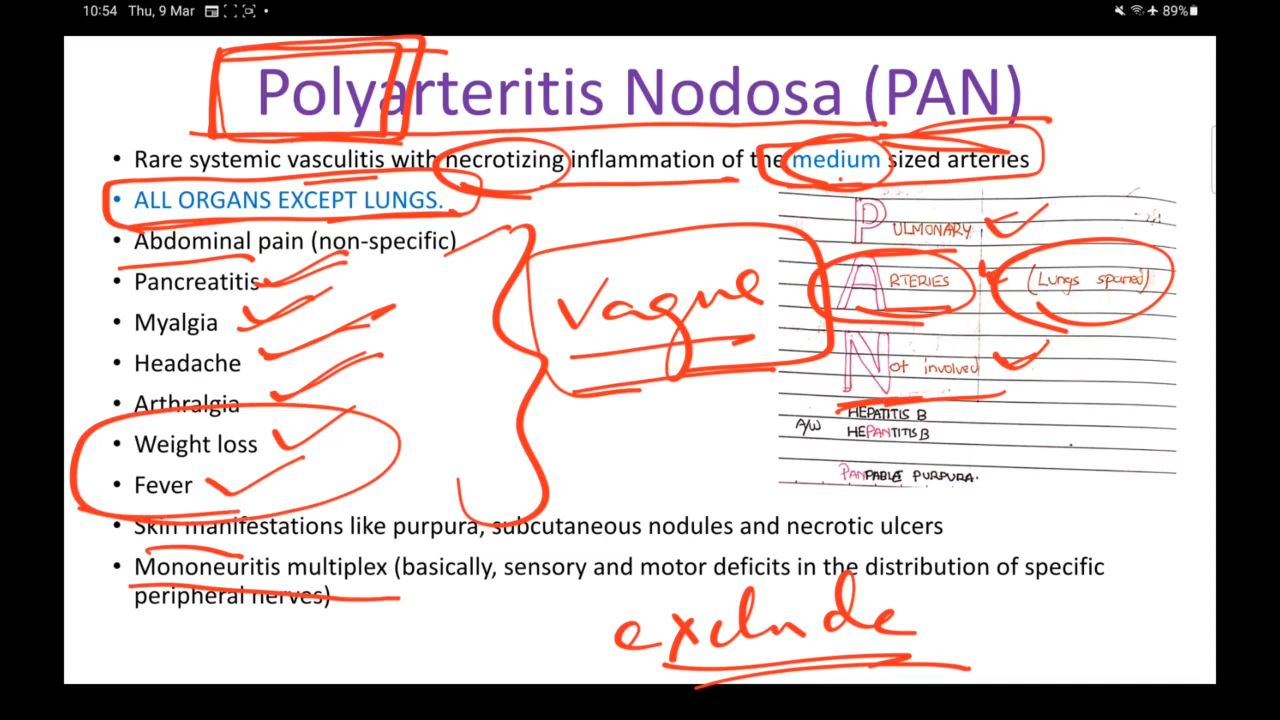 10:54 Thu, 9 Mar
89%
Polyarteritis Nodosa (PAN)
• Rare systemic vasculitis with necrotizing inflammation of the medium sized arteries
• ALL ORGANS EXCEPT LUNGS.
• Abdominal pain (non-specific)
• Pancreatitis
• Myalgia
• Headache
• Arthralgia
• Weight loss
• Fever
• Skin manifestations like purpura, subcutaneous nodules and necrotic ulcers
• Mononeuritis multiplex (basically, sensory and motor deficits in the distribution of specific
peripheral nerves)
Vague
exclude
PULMONARY
ARTERIES (Lungs spared)
Not involved
HEPATITIS B
A/W HEPANTITIS B
PANPABLE PURPURA.